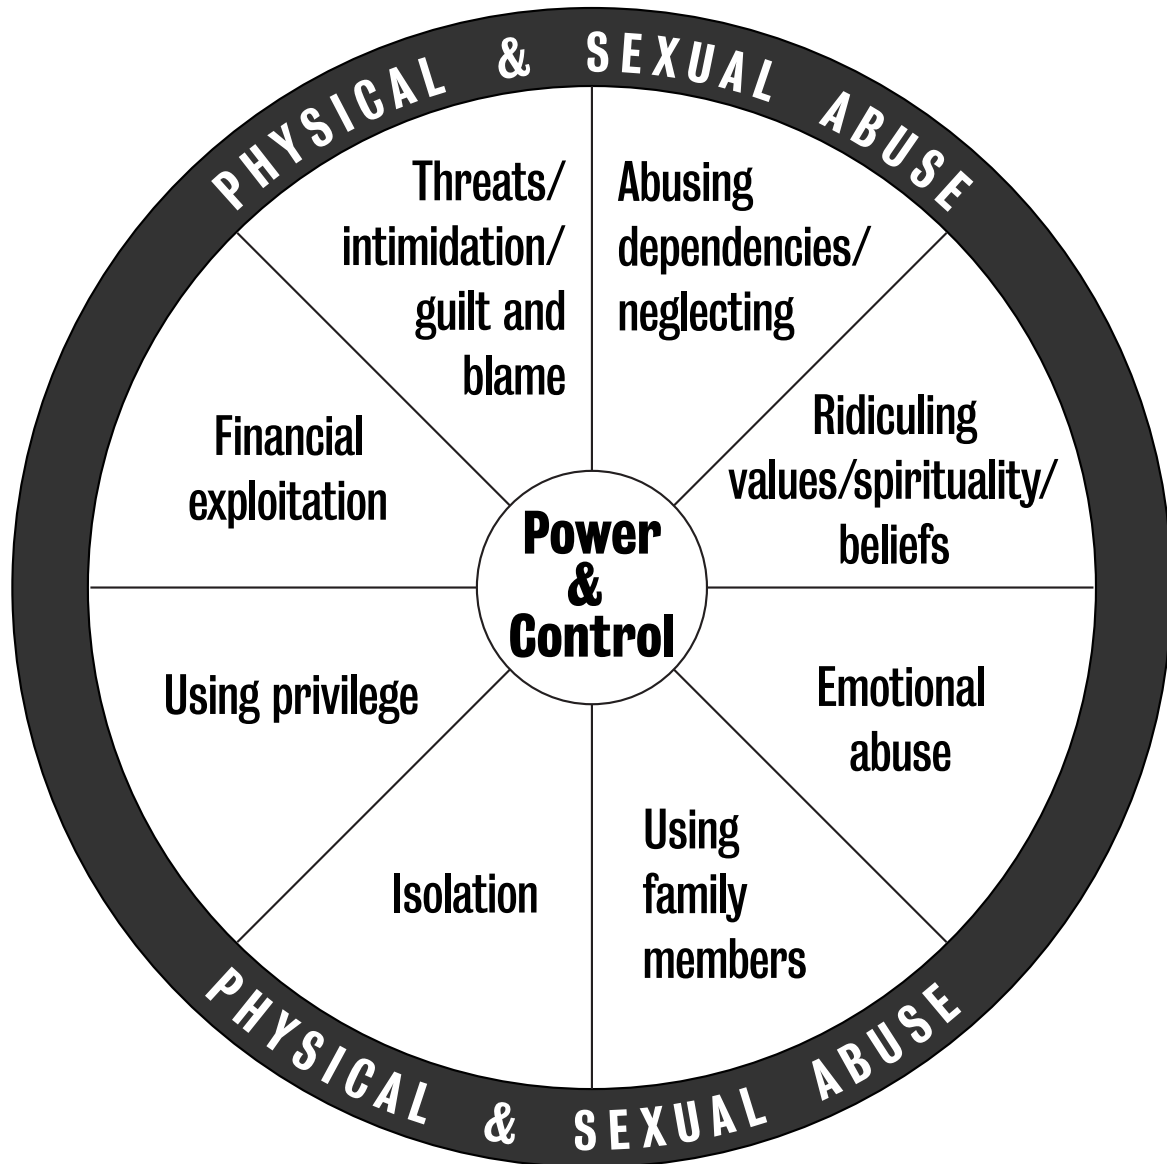 PHYSICAL & SEXUAL ABUSE
Threats/
intimidation/
guilt and
blame
Abusing
dependencies/
neglecting
Ridiculing
values/spirituality/
beliefs
Emotional
abuse
Using
family
members
Isolation
Using privilege
Financial
exploitation
Power
&
Control
PHYSICAL & SEXUAL ABUSE